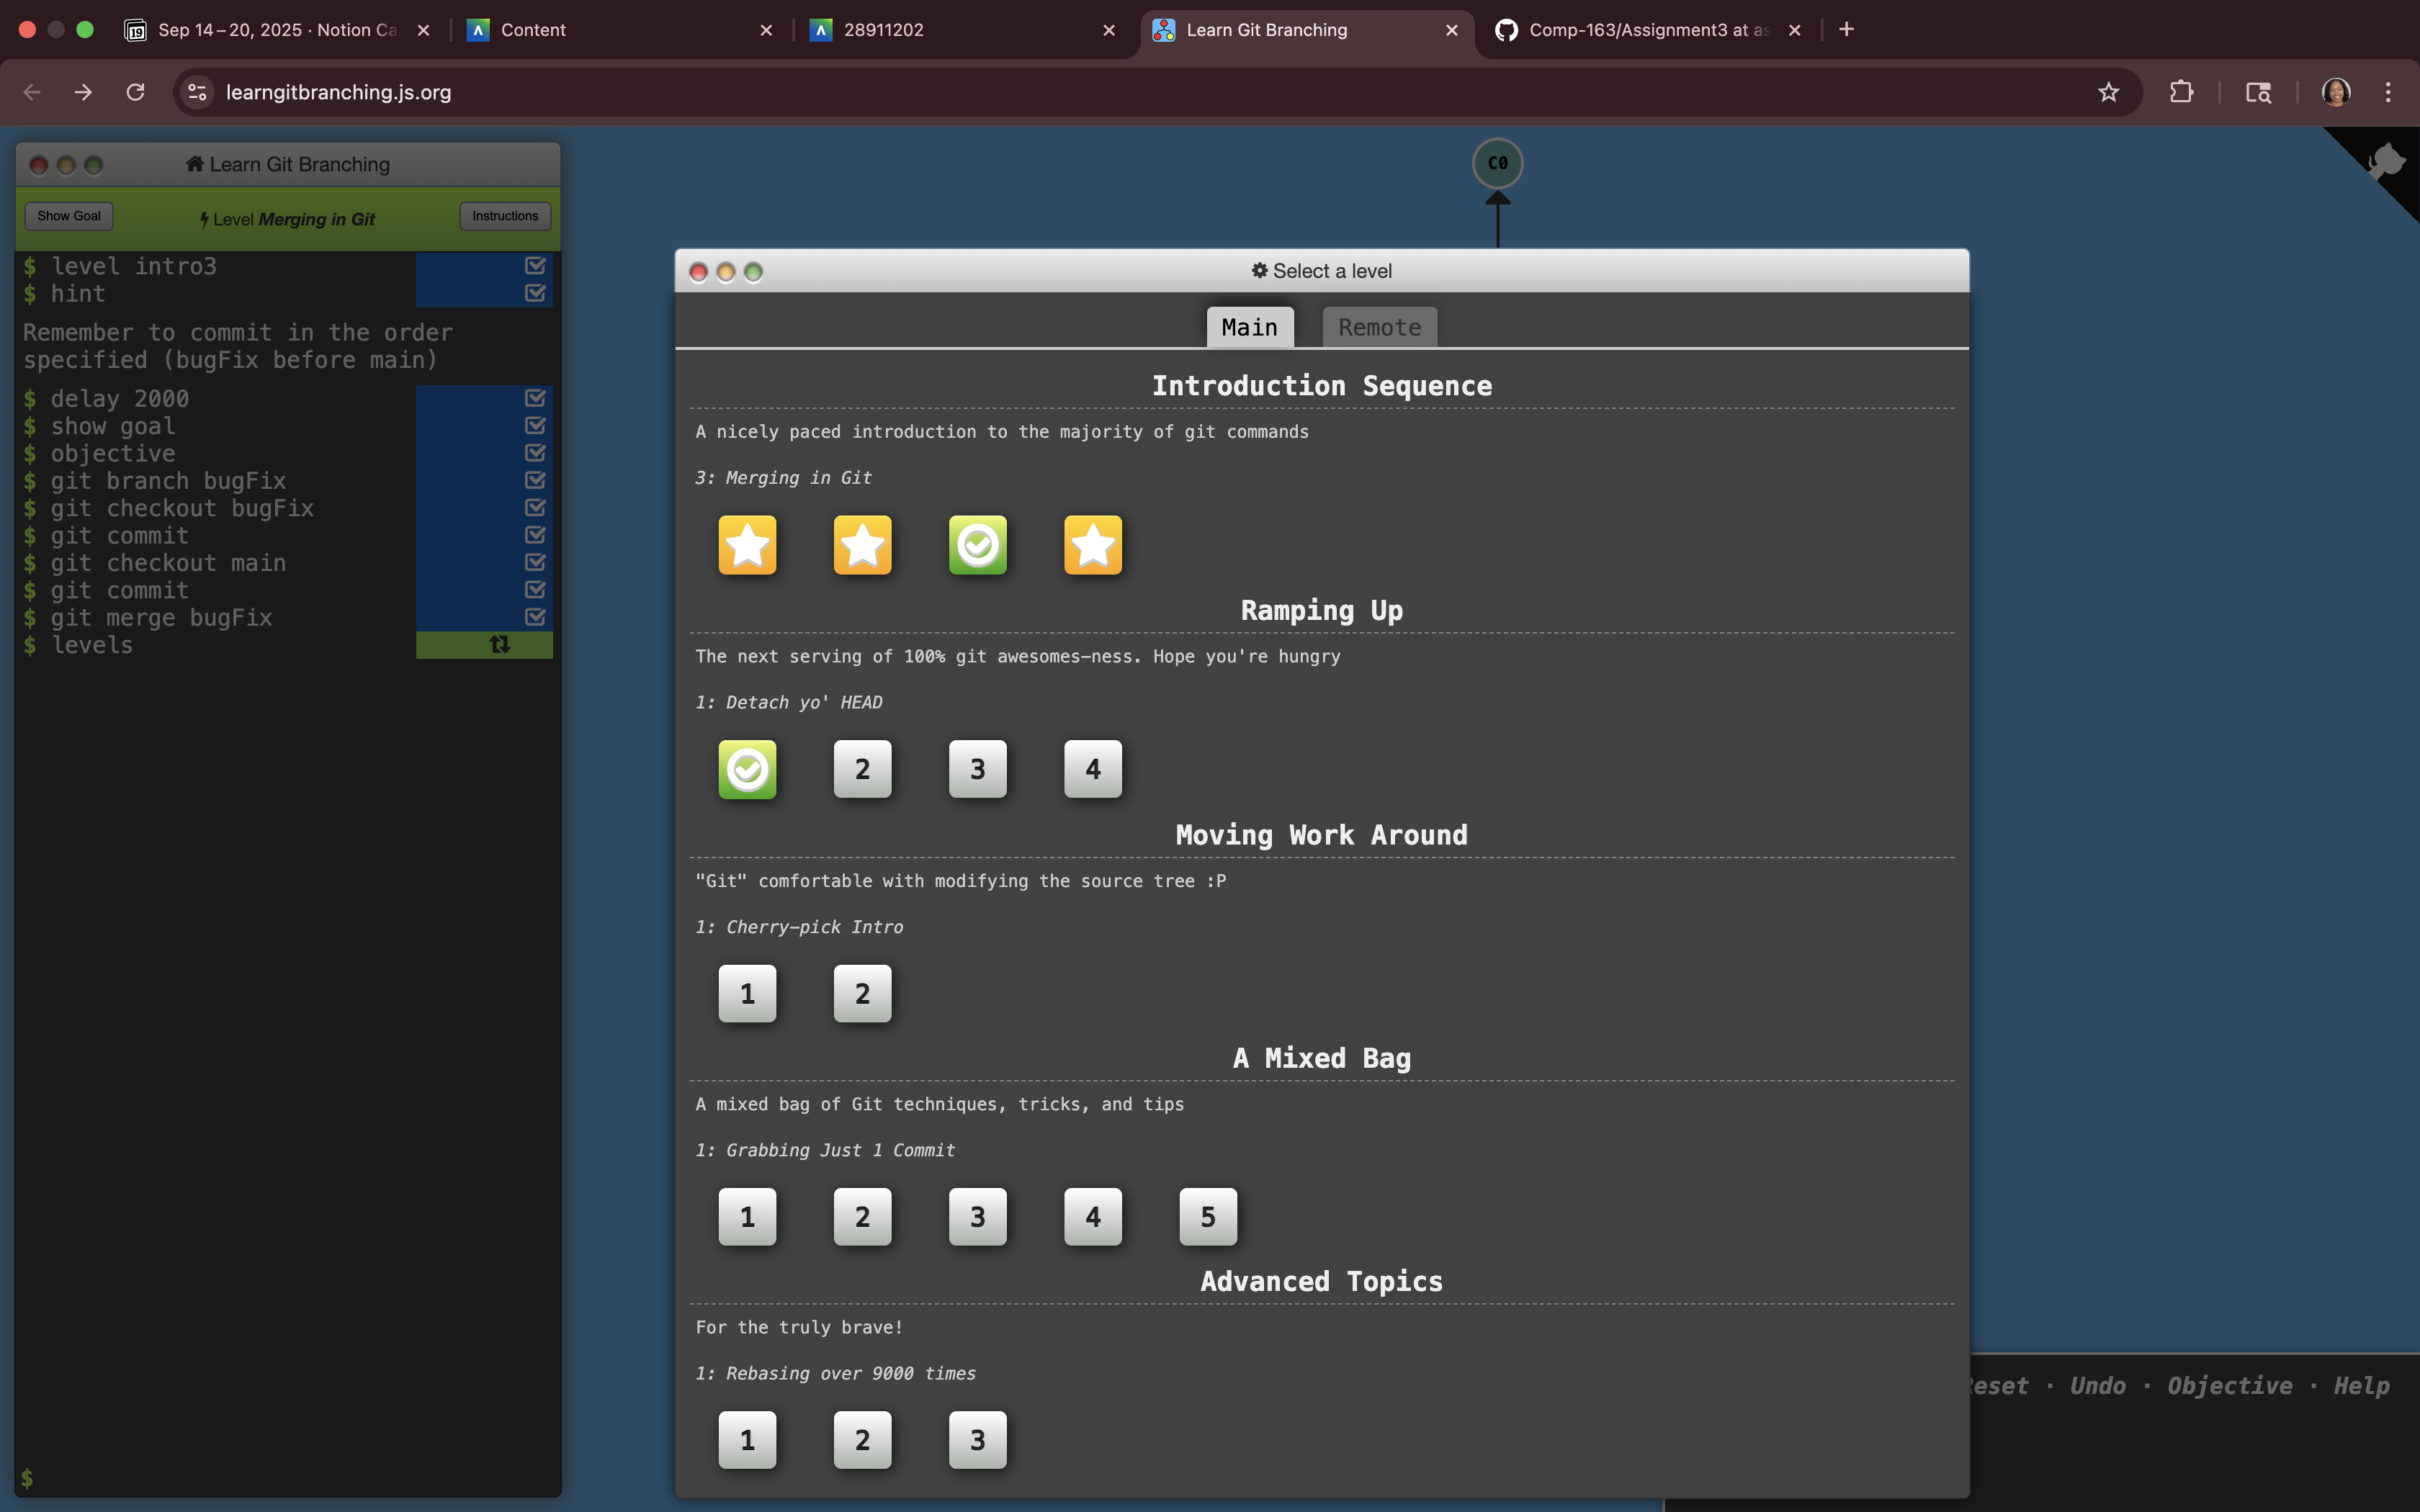 Sep 14 – 20, 2025 · Notion Ca
Content
28911202
Learn Git Branching
Comp-163/Assignment3 at as
learngitbranching.js.org
Learn Git Branching
Show Goal
Level Merging in Git
Instructions
$ level intro3
$ hint
Remember to commit in the order
specified (bugFix before main)
$ delay 2000
$ show goal
$ objective
$ git branch bugFix
$ git checkout bugFix
$ git commit
$ git checkout main
$ git commit
$ git merge bugFix
$ levels
$
C0
Select a level
Main
Remote
Introduction Sequence
A nicely paced introduction to the majority of git commands
3: Merging in Git
Ramping Up
The next serving of 100% git awesomes-ness. Hope you're hungry
1: Detach yo' HEAD
2 3 4
Moving Work Around
"Git" comfortable with modifying the source tree :P
1: Cherry-pick Intro
1 2
A Mixed Bag
A mixed bag of Git techniques, tricks, and tips
1: Grabbing Just 1 Commit
1 2 3 4 5
Advanced Topics
For the truly brave!
1: Rebasing over 9000 times
1 2 3
Reset · Undo · Objective · Help